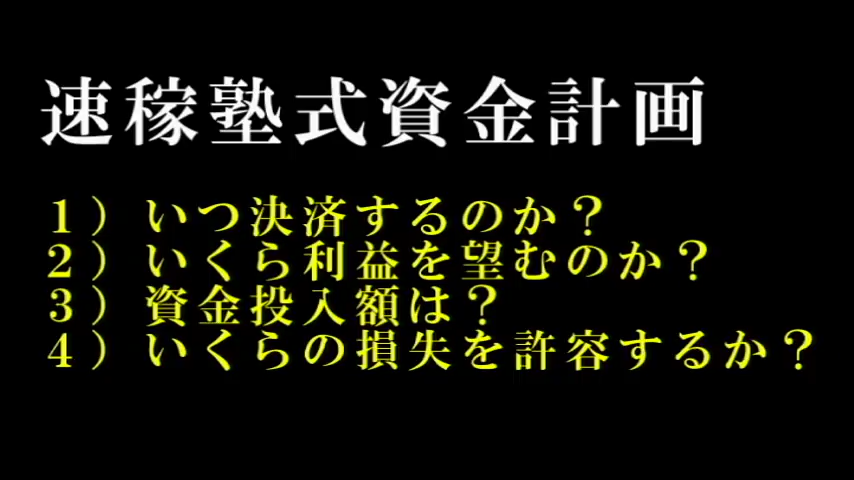 速稼塾式資金計画
１）いつ決済するのか？
２）いくら利益を望むのか？
３）資金投入額は？
４）いくらの損失を許容するか？